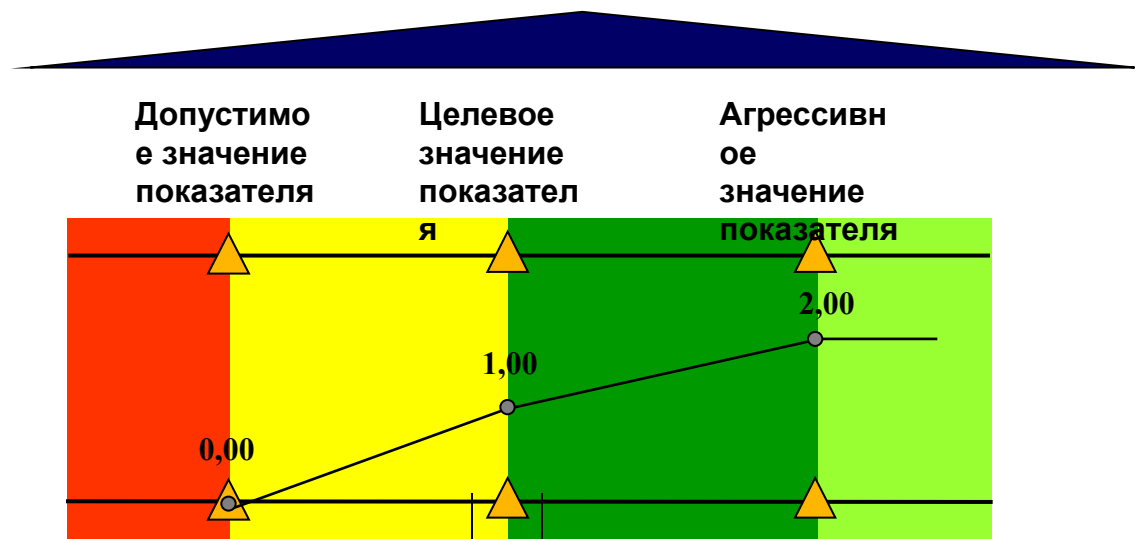 Допустимо
е значение
показателя
Целевое
значение
показател
я
Агрессивн
ое
значение
показателя
2,00
1,00
0,00